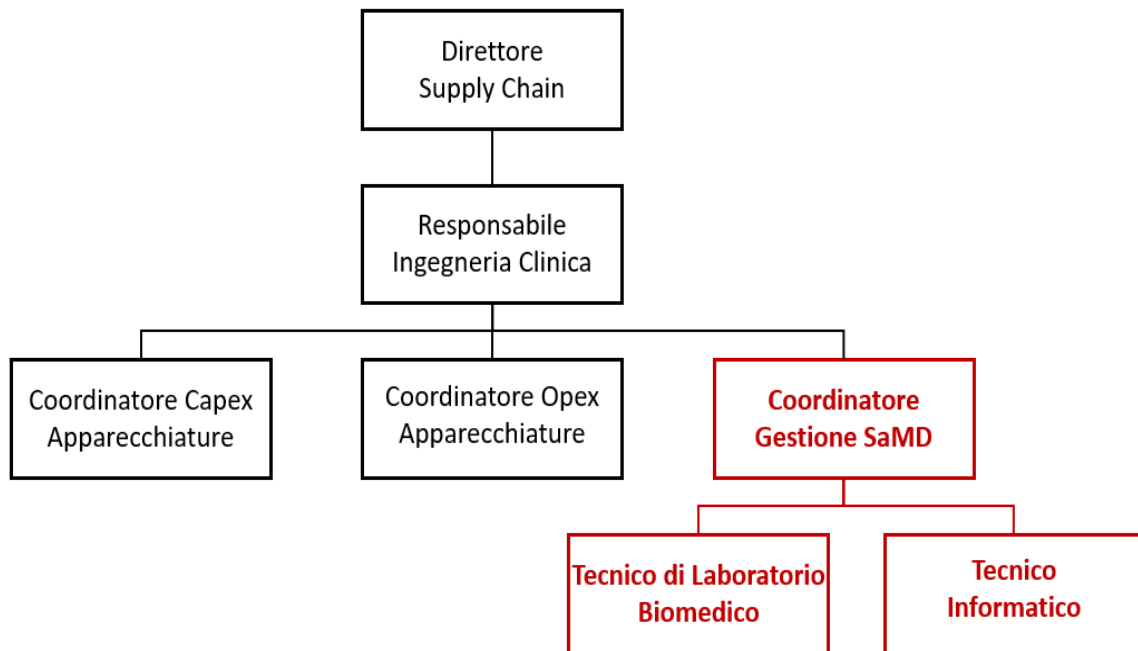 Direttore
Supply Chain
Responsabile
Ingegneria Clinica
Coordinatore Capex
Apparecchiature
Coordinatore Opex
Apparecchiature
Coordinatore
Gestione SaMD
Tecnico di Laboratorio
Biomedico
Tecnico
Informatico